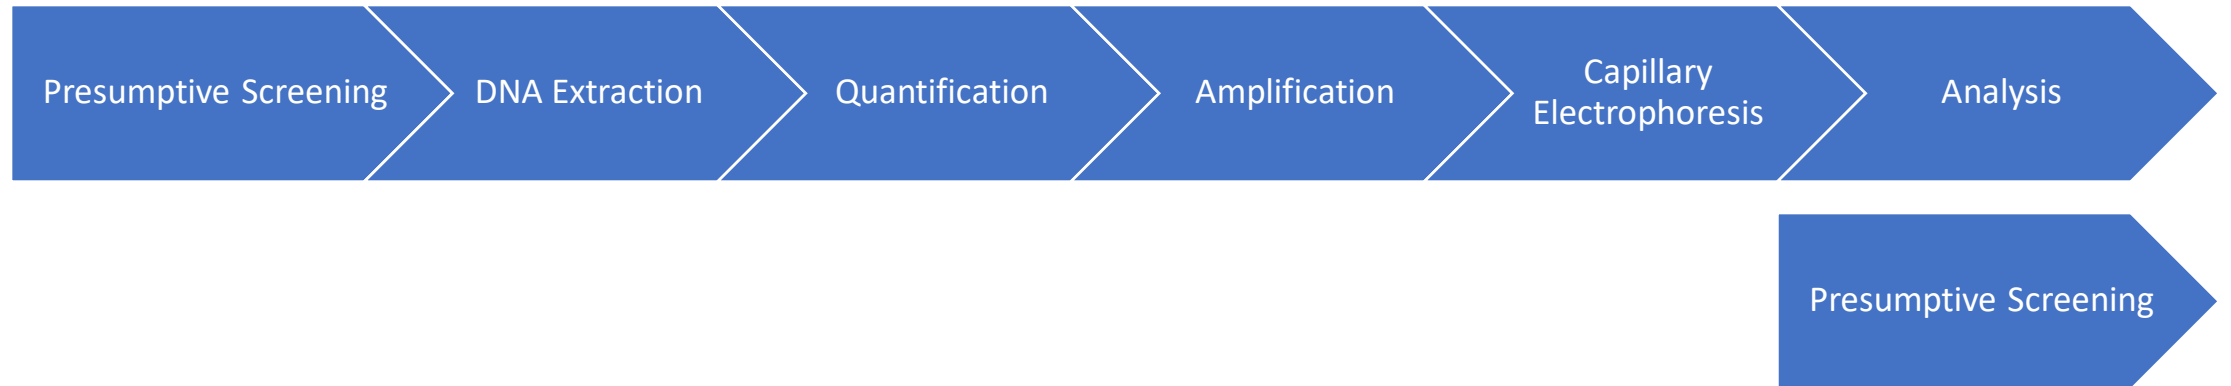 Presumptive Screening
DNA Extraction
Quantification
Amplification
Capillary
Electrophoresis
Analysis
Presumptive Screening